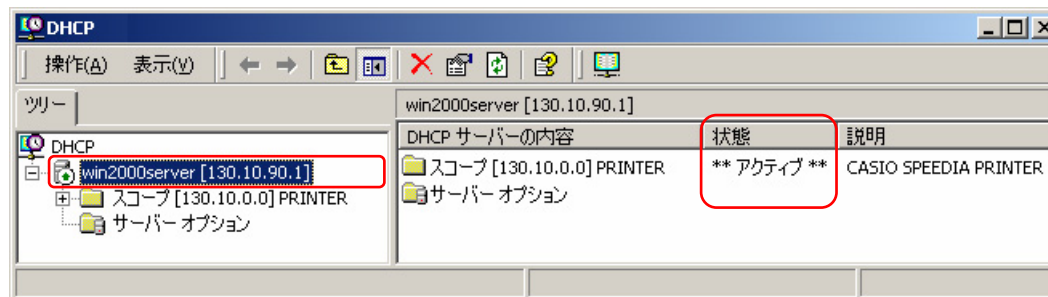 DHCP
操作(A) 表示(V)
ツリー
win2000server [130.10.90.1]
DHCP
win2000server [130.10.90.1]
スコープ [130.10.0.0] PRINTER
サーバー オプション
DHCP サーバーの内容 状態 説明
スコープ [130.10.0.0] PRINTER ** アクティブ ** CASIO SPEEDIA PRINTER
サーバー オプション